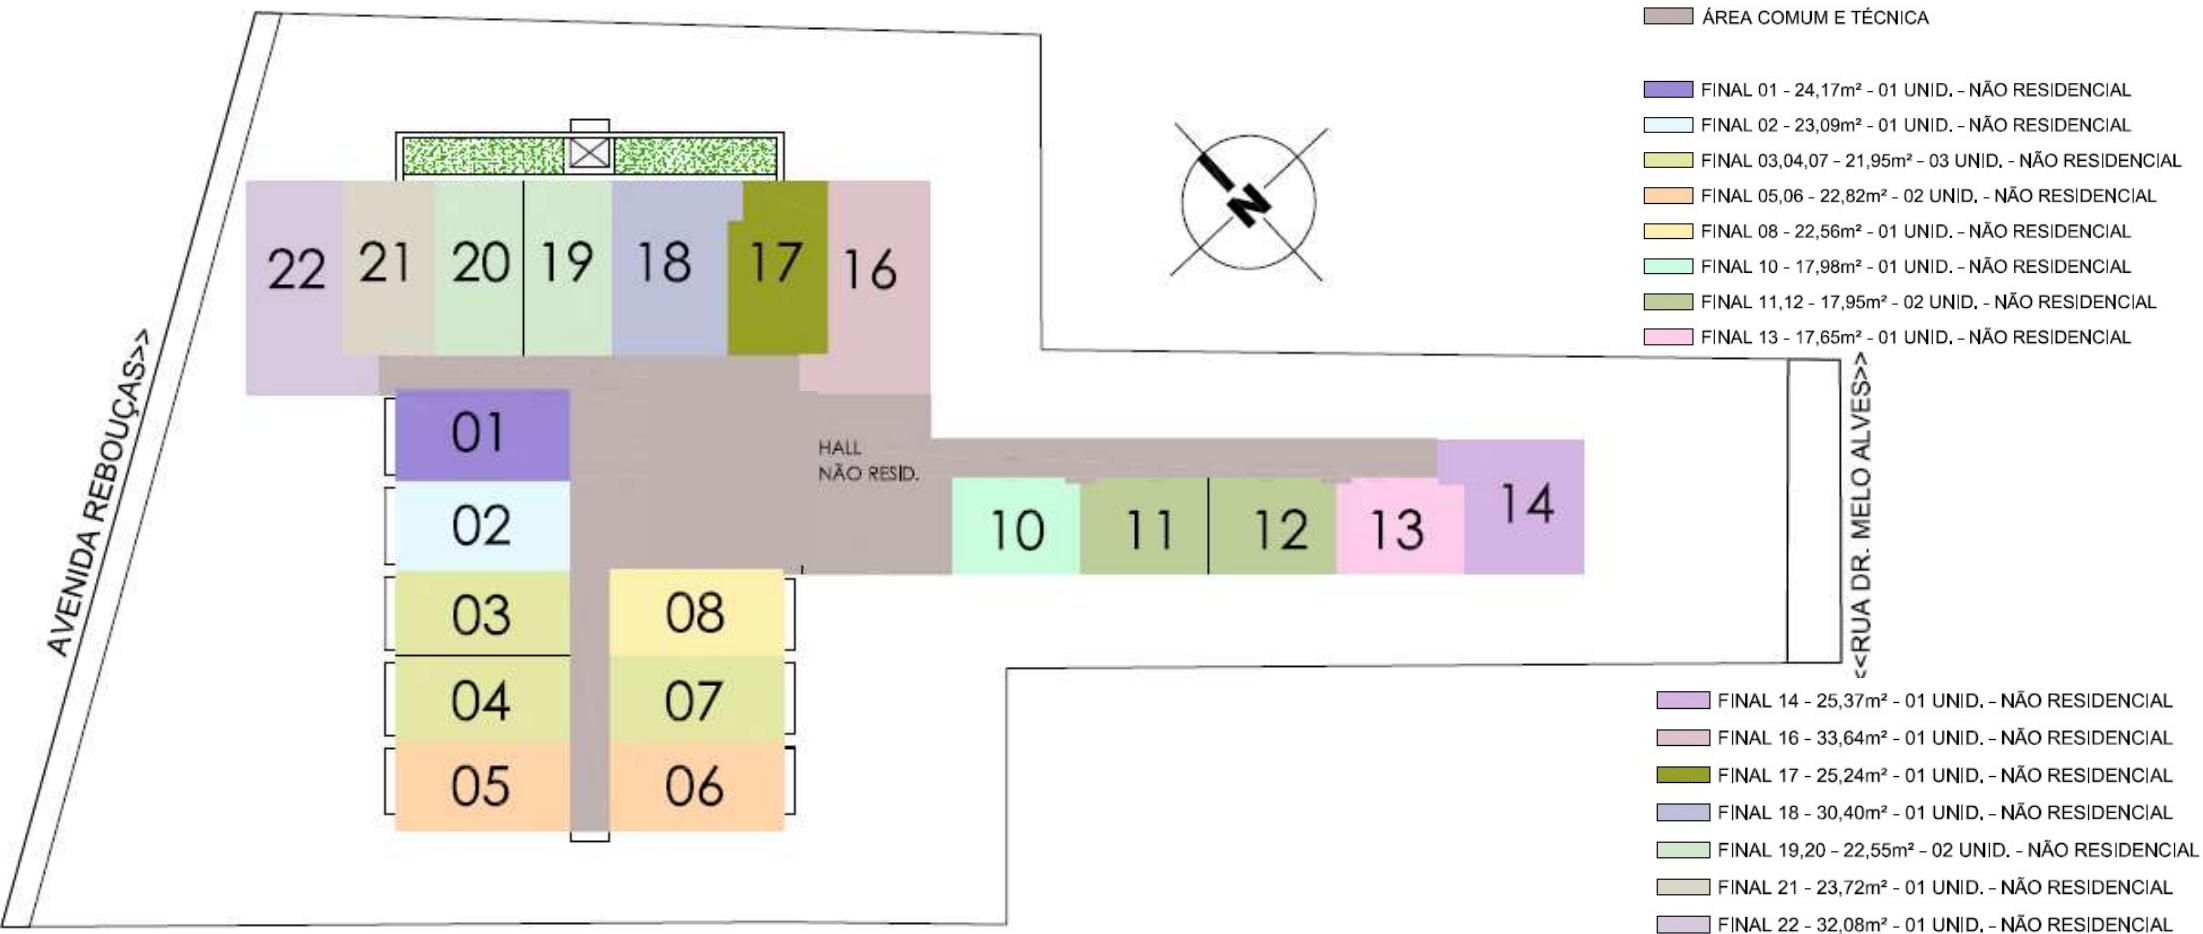 ÁREA COMUM E TÉCNICA
FINAL 01 - 24,17m² - 01 UNID. - NÃO RESIDENCIAL
FINAL 02 - 23,09m² - 01 UNID. - NÃO RESIDENCIAL
FINAL 03,04,07 - 21,95m² - 03 UNID. - NÃO RESIDENCIAL
FINAL 05,06 - 22,82m² - 02 UNID. - NÃO RESIDENCIAL
FINAL 08 - 22,56m² - 01 UNID. - NÃO RESIDENCIAL
FINAL 10 - 17,98m² - 01 UNID. - NÃO RESIDENCIAL
FINAL 11,12 - 17,95m² - 02 UNID. - NÃO RESIDENCIAL
FINAL 13 - 17,65m² - 01 UNID. - NÃO RESIDENCIAL
N
22
21
20
19
18
17
16
AVENIDA REBOUÇAS>>
01
HALL
NÃO RESID.
02
10
11
12
13
14
<<RUA DR. MELO ALVES>>
03
08
04
07
05
06
FINAL 14 - 25,37m² - 01 UNID. - NÃO RESIDENCIAL
FINAL 16 - 33,64m² - 01 UNID. - NÃO RESIDENCIAL
FINAL 17 - 25,24m² - 01 UNID. - NÃO RESIDENCIAL
FINAL 18 - 30,40m² - 01 UNID. - NÃO RESIDENCIAL
FINAL 19,20 - 22,55m² - 02 UNID. - NÃO RESIDENCIAL
FINAL 21 - 23,72m² - 01 UNID. - NÃO RESIDENCIAL
FINAL 22 - 32,08m² - 01 UNID. - NÃO RESIDENCIAL